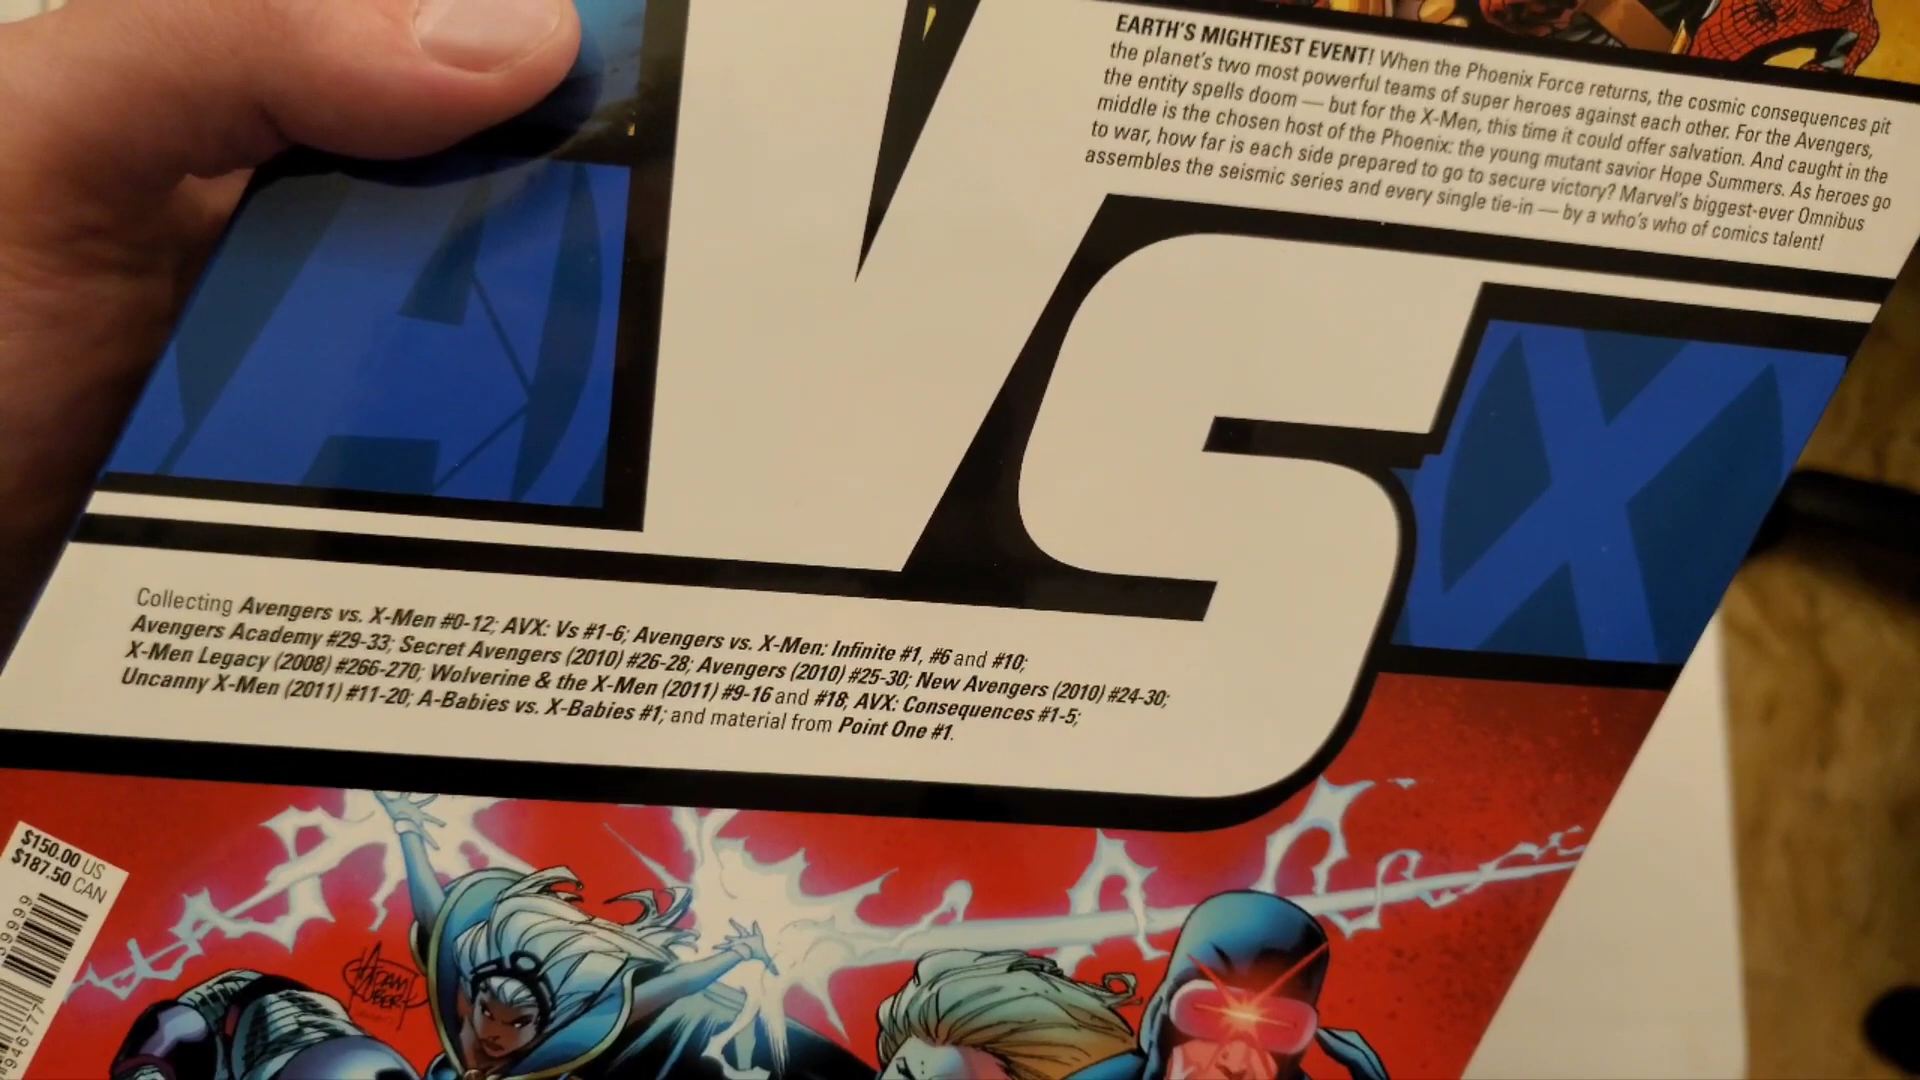 EARTH'S MIGHTIEST EVENT! When the Phoenix Force returns, the cosmic consequences pit
the planet's two most powerful teams of super heroes against each other. For the Avengers,
the entity spells doom — but for the X-Men, this time it could offer salvation. And caught in the
middle is the chosen host of the Phoenix: the young mutant savior Hope Summers. As heroes go
to war, how far is each side prepared to go to secure victory? Marvel's biggest-ever Omnibus
assembles the seismic series and every single tie-in — by a who's who of comics talent!
A VS X
Collecting Avengers vs. X-Men #0-12; AVX: Vs #1-6; Avengers vs. X-Men: Infinite #1, #6 and #10;
Avengers Academy #29-33; Secret Avengers (2010) #26-28; Avengers (2010) #25-30; New Avengers (2010) #24-30;
X-Men Legacy (2008) #266-270; Wolverine & the X-Men (2011) #9-16 and #18; AVX: Consequences #1-5;
Uncanny X-Men (2011) #11-20; A-Babies vs. X-Babies #1; and material from Point One #1.
$150.00 US
$187.50 CAN
ADAM